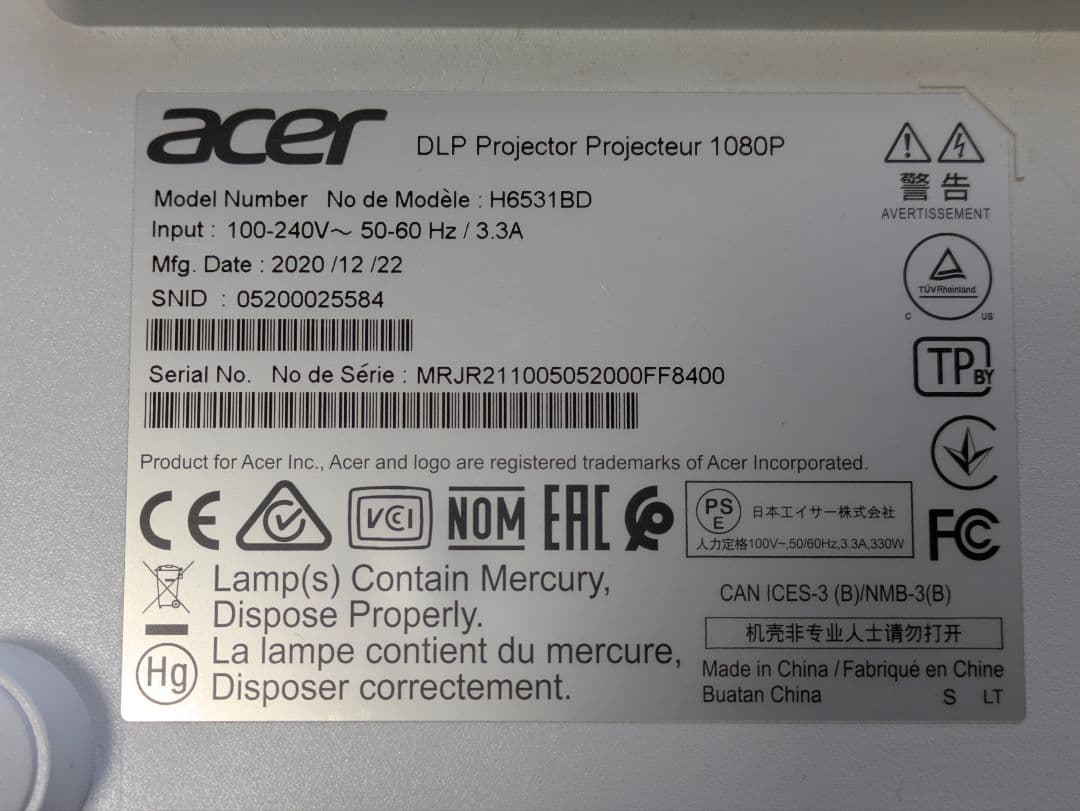 acer DLP Projector Projecteur 1080P
Model Number No de Modèle : H6531BD
Input : 100-240V～ 50-60 Hz / 3.3A
Mfg. Date : 2020 /12 /22
SNID : 05200025584
Serial No. No de Série : MRJR211005052000FF8400
警告
AVERTISSEMENT
TÜVRheinland
C US
TP BY
Product for Acer Inc., Acer and logo are registered trademarks of Acer Incorporated.
CE VCI NOM EAC
PS
E
日本エイサー株式会社
人力定格100V~,50/60Hz,3.3A,330W
FC
Lamp(s) Contain Mercury,
Dispose Properly.
Hg
La lampe contient du mercure,
Disposer correctement.
CAN ICES-3 (B)/NMB-3(B)
机壳非专业人士请勿打开
Made in China / Fabriqué en Chine
Buatan China S LT